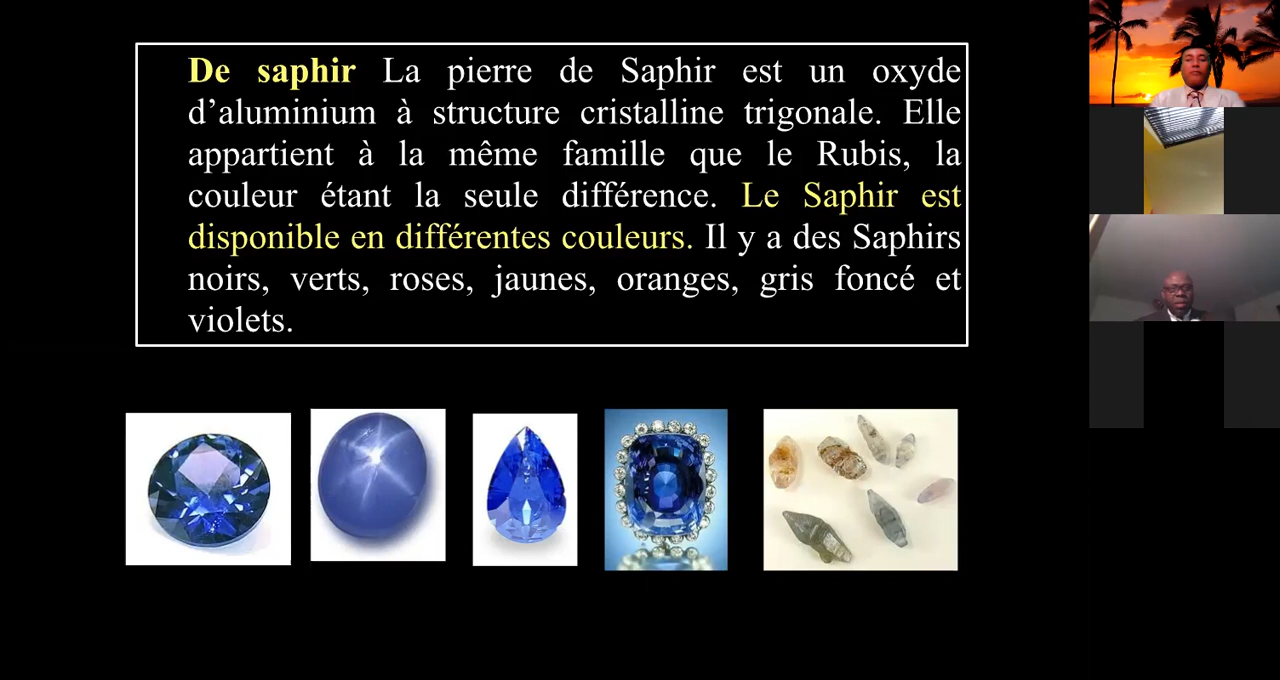 De saphir La pierre de Saphir est un oxyde
d’aluminium à structure cristalline trigonale. Elle
appartient à la même famille que le Rubis, la
couleur étant la seule différence. Le Saphir est
disponible en différentes couleurs. Il y a des Saphirs
noirs, verts, roses, jaunes, oranges, gris foncé et
violets.